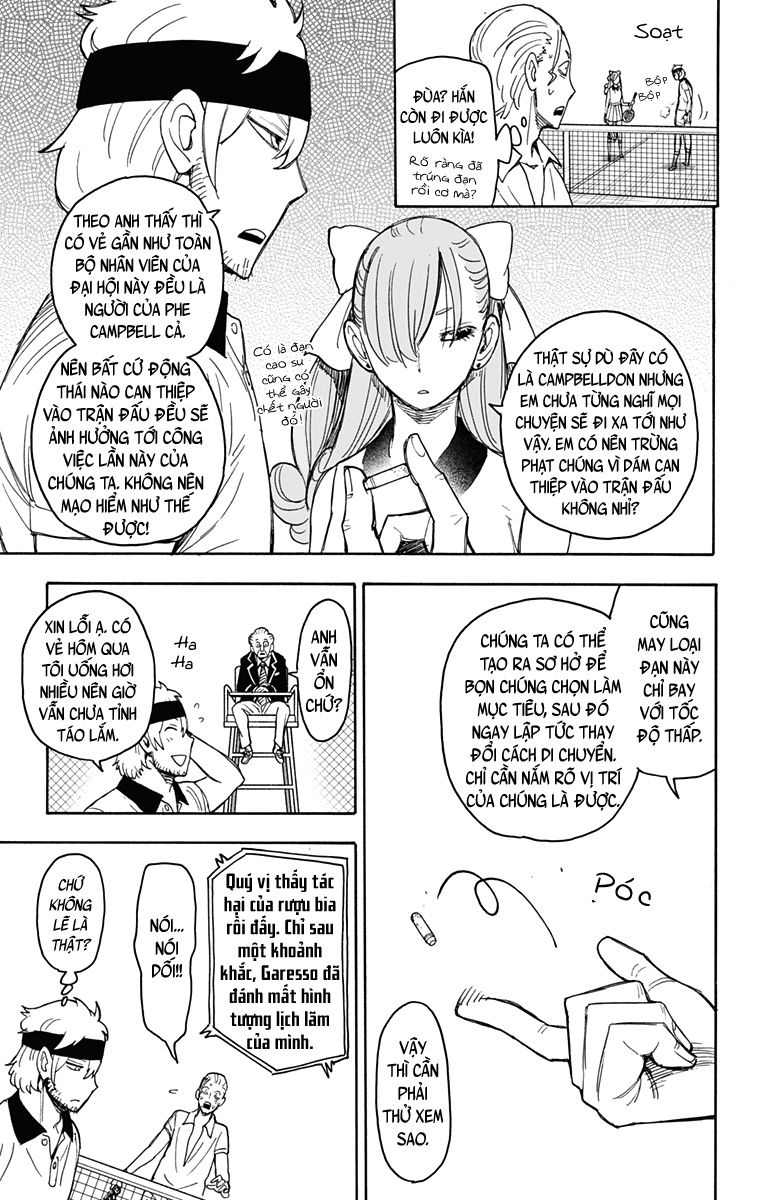 Soạt
BỘP
BỘP
ĐÙA? HẮN
CÒN ĐI ĐƯỢC
LUÔN KÌA!
Rõ ràng đã
trúng đạn
rồi cơ mà?
THẬT SỰ DÙ ĐÂY CÓ
LÀ CAMPBELLDON NHƯNG
EM CHƯA TỪNG NGHĨ MỌI
CHUYỆN SẼ ĐI XA TỚI NHƯ
VẬY. EM CÓ NÊN TRỪNG
PHẠT CHÚNG VÌ DÁM CAN
THIỆP VÀO TRẬN ĐẤU
KHÔNG NHỈ?
Có là đạn
cao su
cũng có
thể gây
chết người
đó!
THEO ANH THẤY THÌ
CÓ VẺ GẦN NHƯ TOÀN
BỘ NHÂN VIÊN CỦA
ĐẠI HỘI NÀY ĐỀU LÀ
NGƯỜI CỦA PHE
CAMPBELL CẢ.
NÊN BẤT CỨ ĐỘNG
THÁI NÀO CAN THIỆP
VÀO TRẬN ĐẤU ĐỀU SẼ
ẢNH HƯỞNG TỚI CÔNG
VIỆC LẦN NÀY CỦA
CHÚNG TA. KHÔNG NÊN
MẠO HIỂM NHƯ THẾ
ĐƯỢC!
CŨNG
MAY LOẠI
ĐẠN NÀY
CHỈ BAY
VỚI TỐC
ĐỘ THẤP.
CHÚNG TA CÓ THỂ
TẠO RA SƠ HỞ ĐỂ
BỌN CHÚNG CHỌN LÀM
MỤC TIÊU, SAU ĐÓ
NGAY LẬP TỨC THAY
ĐỔI CÁCH DI CHUYỂN.
CHỈ CẦN NẮM RÕ VỊ TRÍ
CỦA CHÚNG LÀ ĐƯỢC.
Póc
VẬY
THÌ CẦN
PHẢI
THỬ XEM
SAO.
ANH
VẪN
ỔN
CHỨ?
Ha
Ha
XIN LỖI Ạ. CÓ
VẺ HÔM QUA
TÔI UỐNG HƠI
NHIỀU NÊN GIỜ
VẪN CHƯA TỈNH
TÁO LẮM.
Quý vị thấy tác
hại của rượu bia
rồi đấy. Chỉ sau
một khoảnh
khắc, Garesso đã
đánh mất hình
tượng lịch lãm
của mình.
NÓI...
NÓI
DỐI!!
CHỨ
KHÔNG
LẼ LÀ
THẬT?